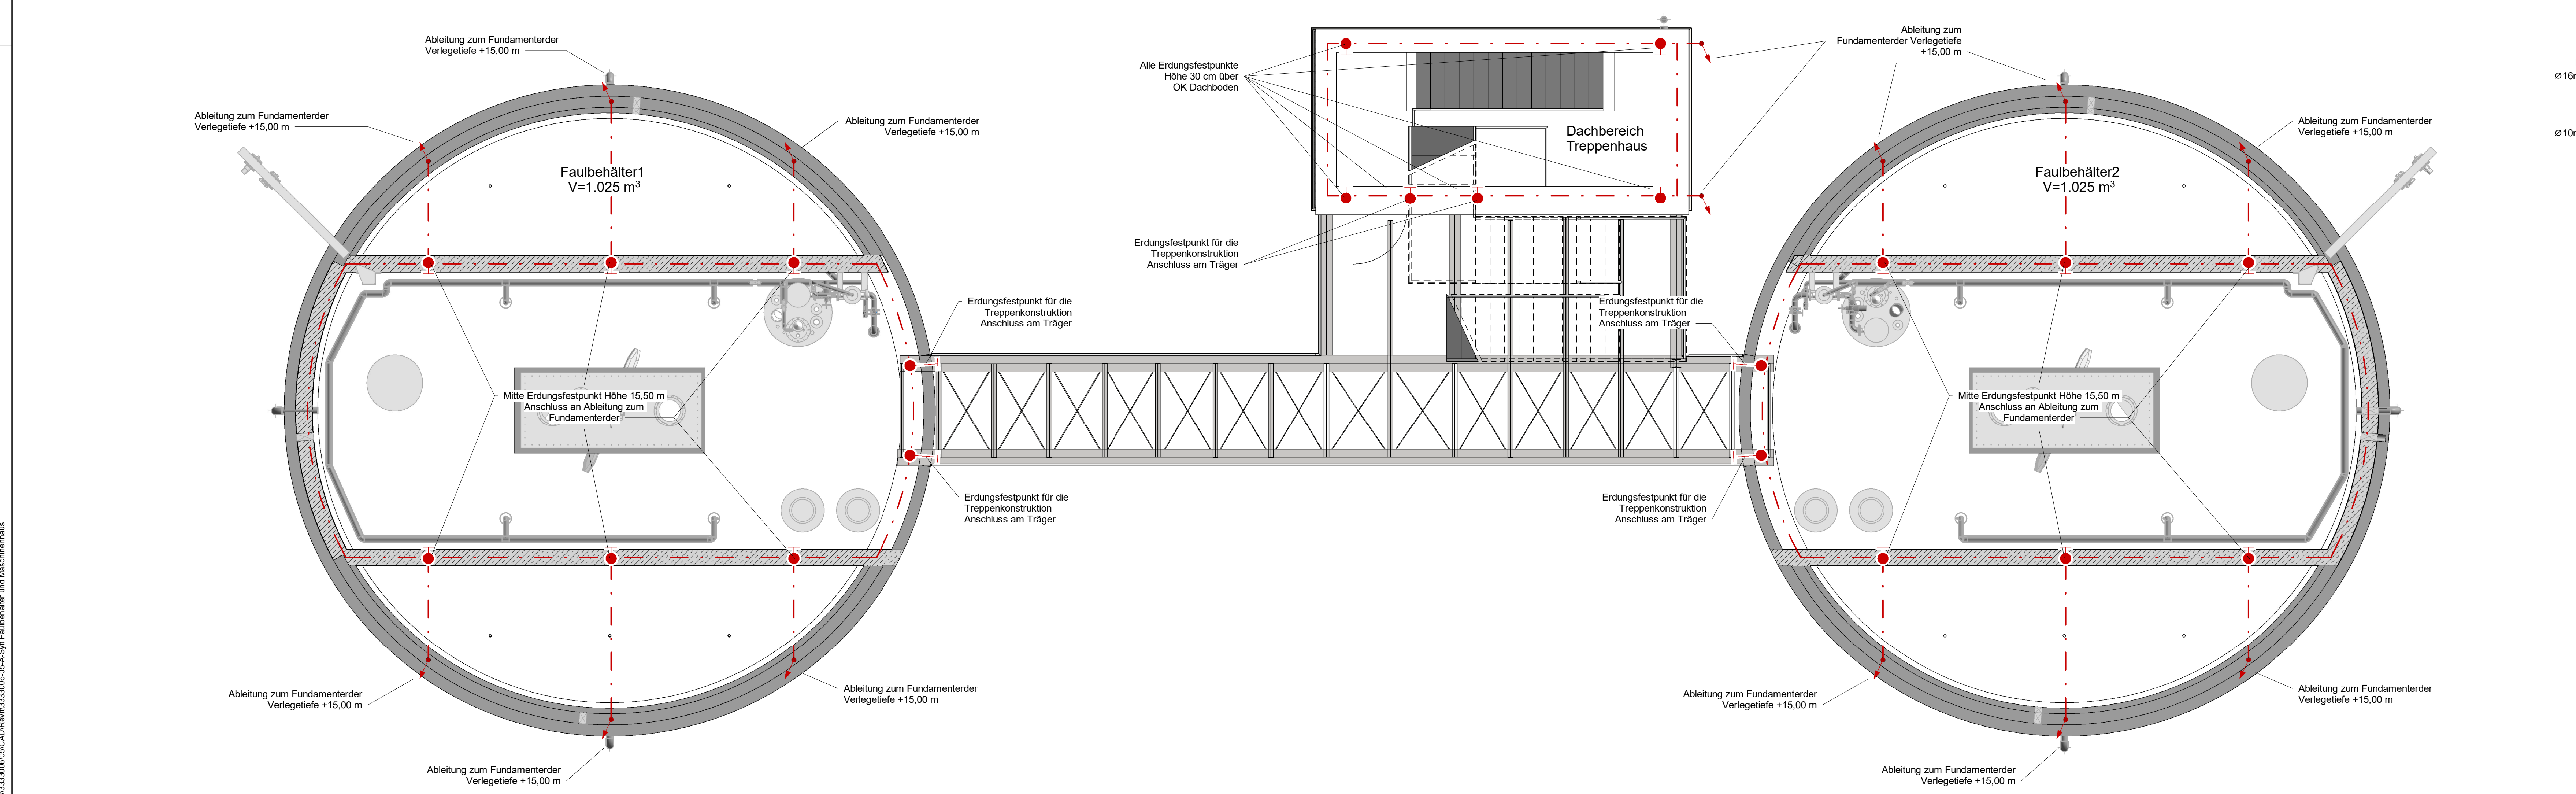 Ableitung zum Fundamenterder
Verlegetiefe +15,00 m
Ableitung zum Fundamenterder
Verlegetiefe +15,00 m
Ableitung zum Fundamenterder
Verlegetiefe +15,00 m
Faulbehälter1
V=1.025 m³
Mitte Erdungsfestpunkt Höhe 15,50 m
Anschluss an Ableitung zum
Fundamenterder
Ableitung zum Fundamenterder
Verlegetiefe +15,00 m
Ableitung zum Fundamenterder
Verlegetiefe +15,00 m
Ableitung zum Fundamenterder
Verlegetiefe +15,00 m
Erdungsfestpunkt für die
Treppenkonstruktion
Anschluss am Träger
Erdungsfestpunkt für die
Treppenkonstruktion
Anschluss am Träger
Alle Erdungsfestpunkte
Höhe 30 cm über
OK Dachboden
Dachbereich
Treppenhaus
Erdungsfestpunkt für die
Treppenkonstruktion
Anschluss am Träger
Erdungsfestpunkt für die
Treppenkonstruktion
Anschluss am Träger
Erdungsfestpunkt für die
Treppenkonstruktion
Anschluss am Träger
Ableitung zum
Fundamenterder Verlegetiefe
+15,00 m
Ableitung zum Fundamenterder
Verlegetiefe +15,00 m
Faulbehälter2
V=1.025 m³
Mitte Erdungsfestpunkt Höhe 15,50 m
Anschluss an Ableitung zum
Fundamenterder
Ableitung zum Fundamenterder
Verlegetiefe +15,00 m
Ableitung zum Fundamenterder
Verlegetiefe +15,00 m
Ableitung zum Fundamenterder
Verlegetiefe +15,00 m
Ø16m
Ø10m